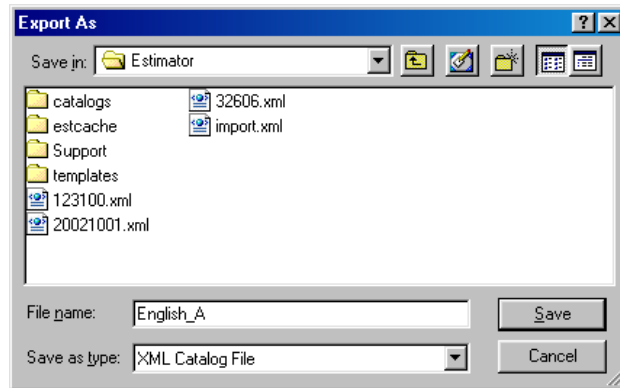 Export As
Save in: Estimator
catalogs
estcache
Support
templates
123100.xml
20021001.xml
32606.xml
import.xml
File name: English_A
Save
Save as type: XML Catalog File
Cancel